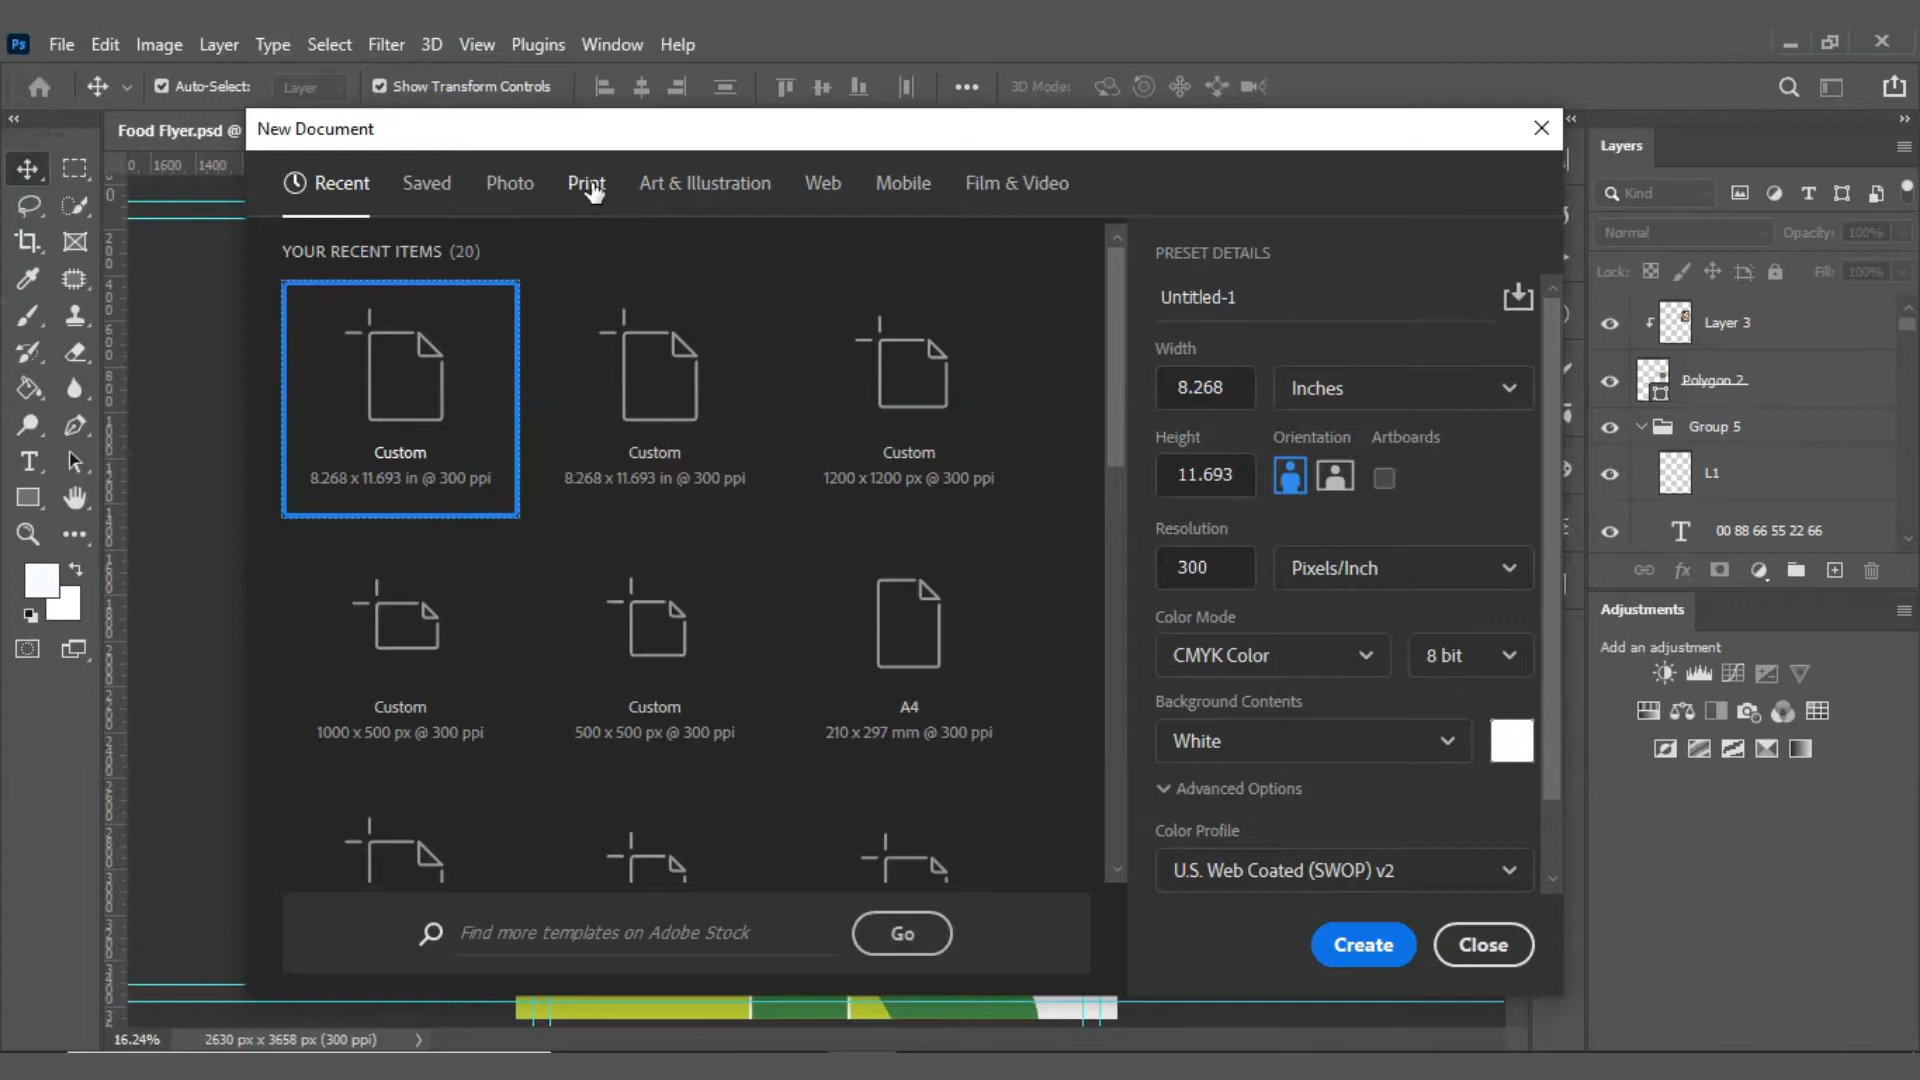 Ps File Edit Image Layer Type Select Filter 3D View Plugins Window Help
Auto-Select: Layer Show Transform Controls 3D Mode:
Food Flyer.psd @
0 1600 1400
New Document
Recent Saved Photo Print Art & Illustration Web Mobile Film & Video
YOUR RECENT ITEMS (20)
Custom
8.268 x 11.693 in @ 300 ppi
Custom
8.268 x 11.693 in @ 300 ppi
Custom
1200 x 1200 px @ 300 ppi
Custom
1000 x 500 px @ 300 ppi
Custom
500 x 500 px @ 300 ppi
A4
210 x 297 mm @ 300 ppi
Find more templates on Adobe Stock
Go
PRESET DETAILS
Untitled-1
Width
8.268 Inches
Height Orientation Artboards
11.693
Resolution
300 Pixels/Inch
Color Mode
CMYK Color 8 bit
Background Contents
White
Advanced Options
Color Profile
U.S. Web Coated (SWOP) v2
Create Close
Layers
Kind
Normal Opacity: 100%
Lock: Fill: 100%
Layer 3
Polygon 2
Group 5
L1
T 00 88 66 55 22 66
fx
Adjustments
Add an adjustment
16.24% 2630 px x 3658 px (300 ppi)